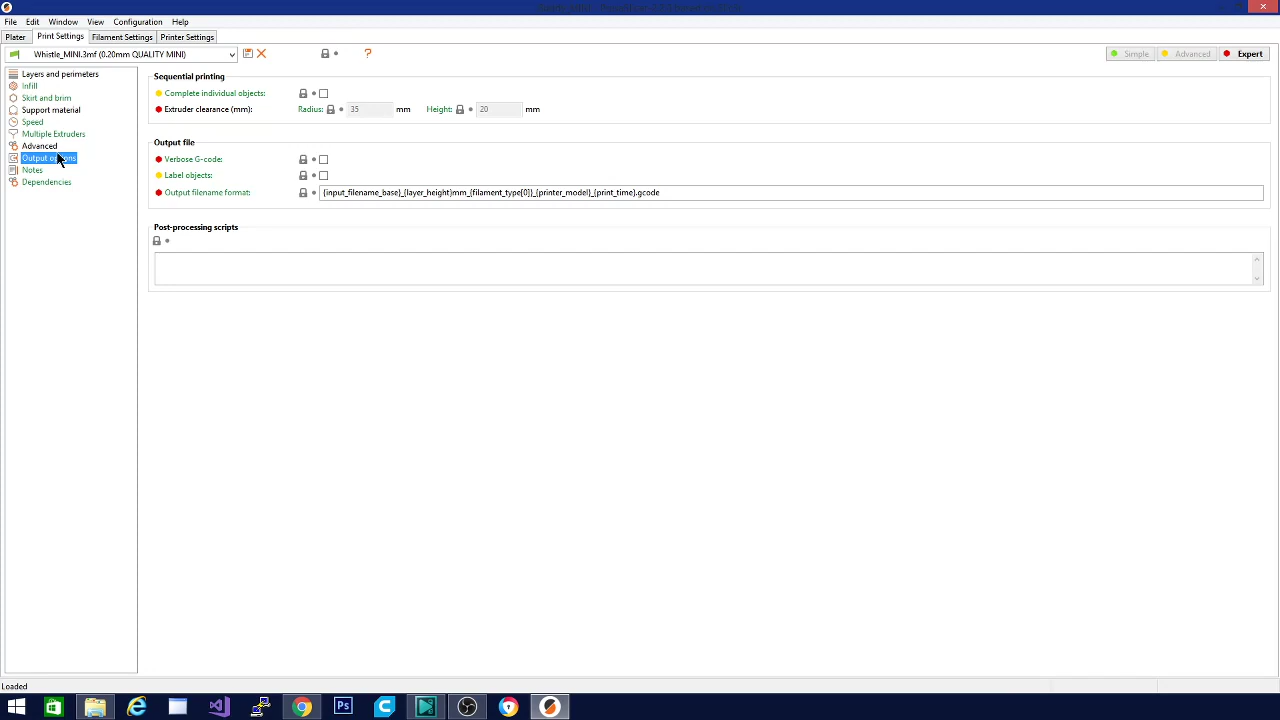 File Edit Window View Configuration Help
Plater Print Settings Filament Settings Printer Settings
Whistle_MINI.3mf (0.20mm QUALITY MINI) ? Simple Advanced Expert
Layers and perimeters
Infill
Skirt and brim
Support material
Speed
Multiple Extruders
Advanced
Output options
Notes
Dependencies
Sequential printing
Complete individual objects:
Extruder clearance (mm): Radius: 35 mm Height: 20 mm
Output file
Verbose G-code:
Label objects:
Output filename format: {input_filename_base}_{layer_height}mm_{filament_type[0]}_{printer_model}_{print_time}.gcode
Post-processing scripts
Loaded